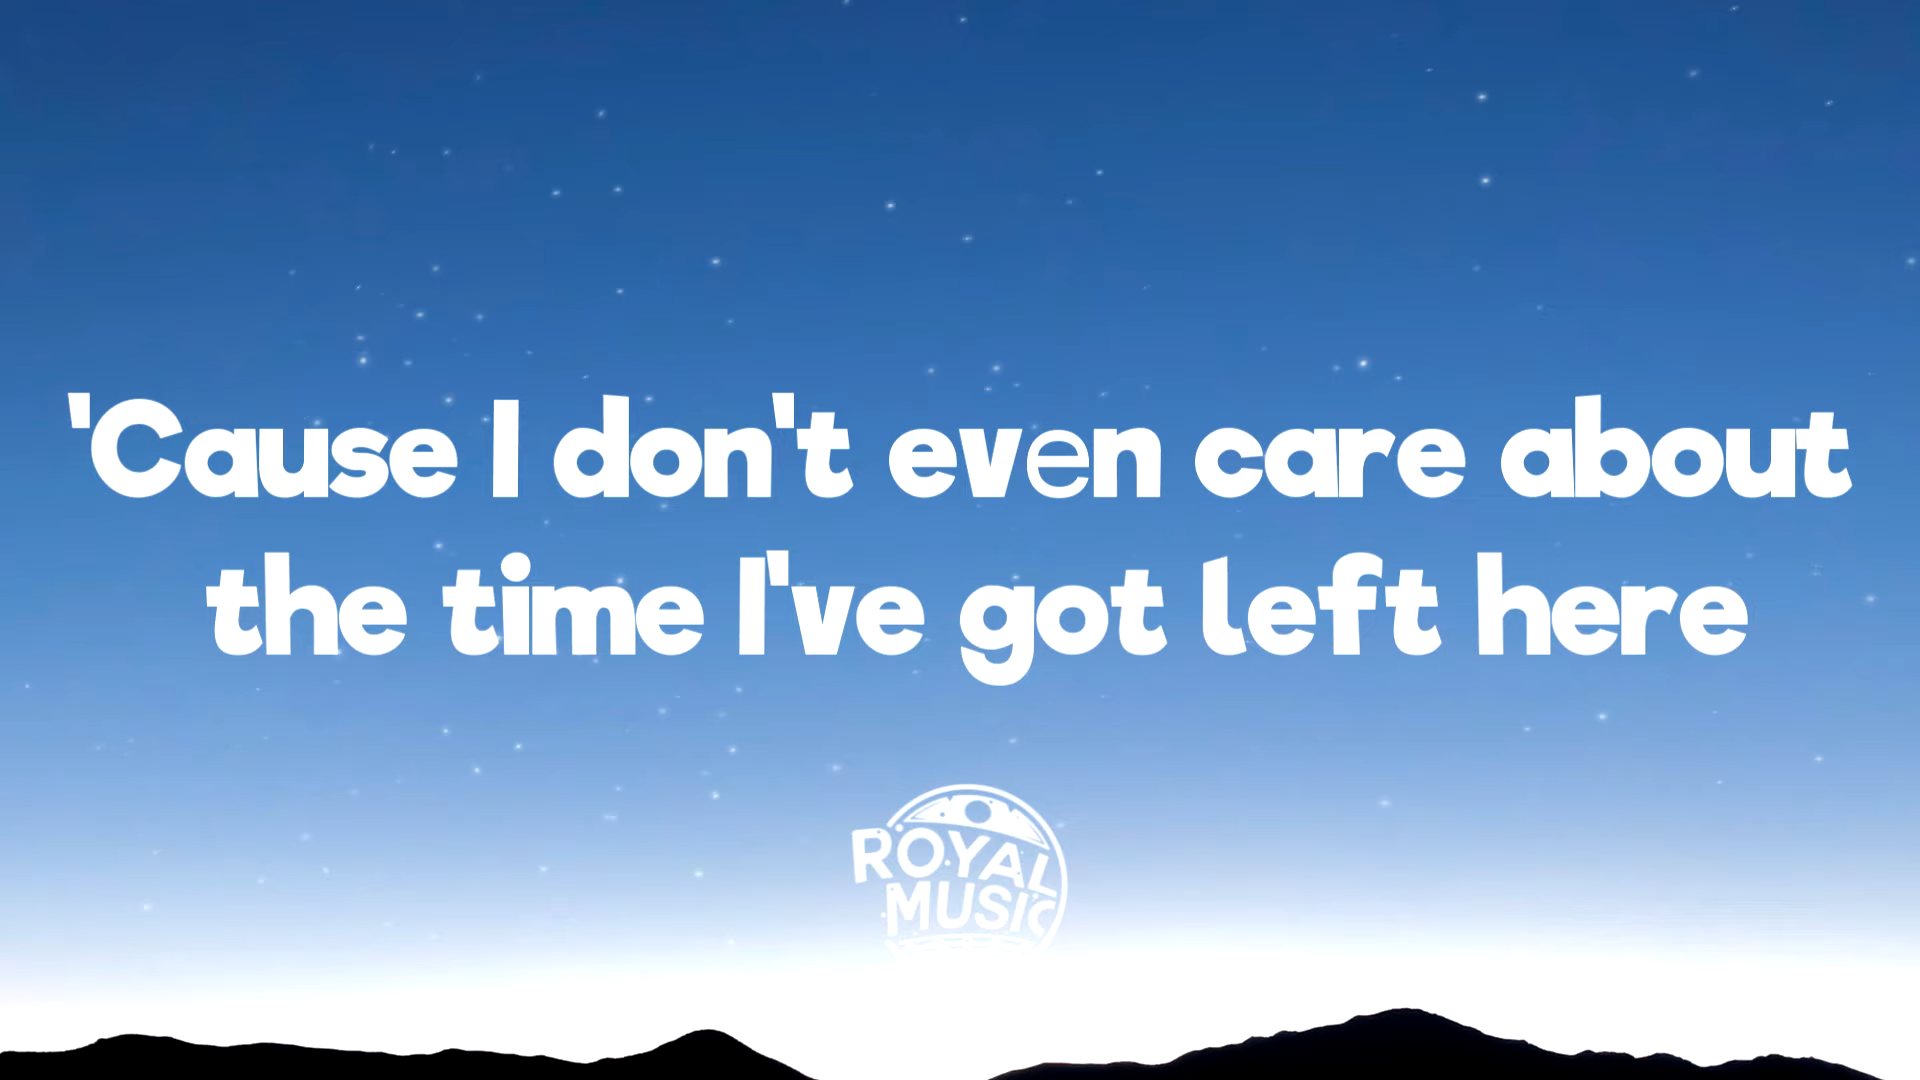 'Cause I don't even care about
the time I've got left here
ROYAL
MUSIC